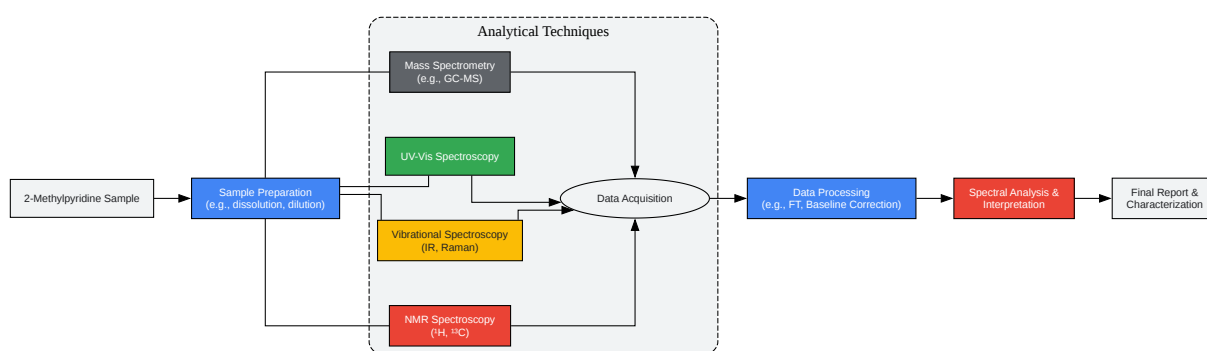 Analytical Techniques
Mass Spectrometry
(e.g., GC-MS)
UV-Vis Spectroscopy
2-Methylpyridine Sample
Sample Preparation
(e.g., dissolution, dilution)
Vibrational Spectroscopy
(IR, Raman)
NMR Spectroscopy
(¹H, ¹³C)
Data Acquisition
Data Processing
(e.g., FT, Baseline Correction)
Spectral Analysis &
Interpretation
Final Report &
Characterization